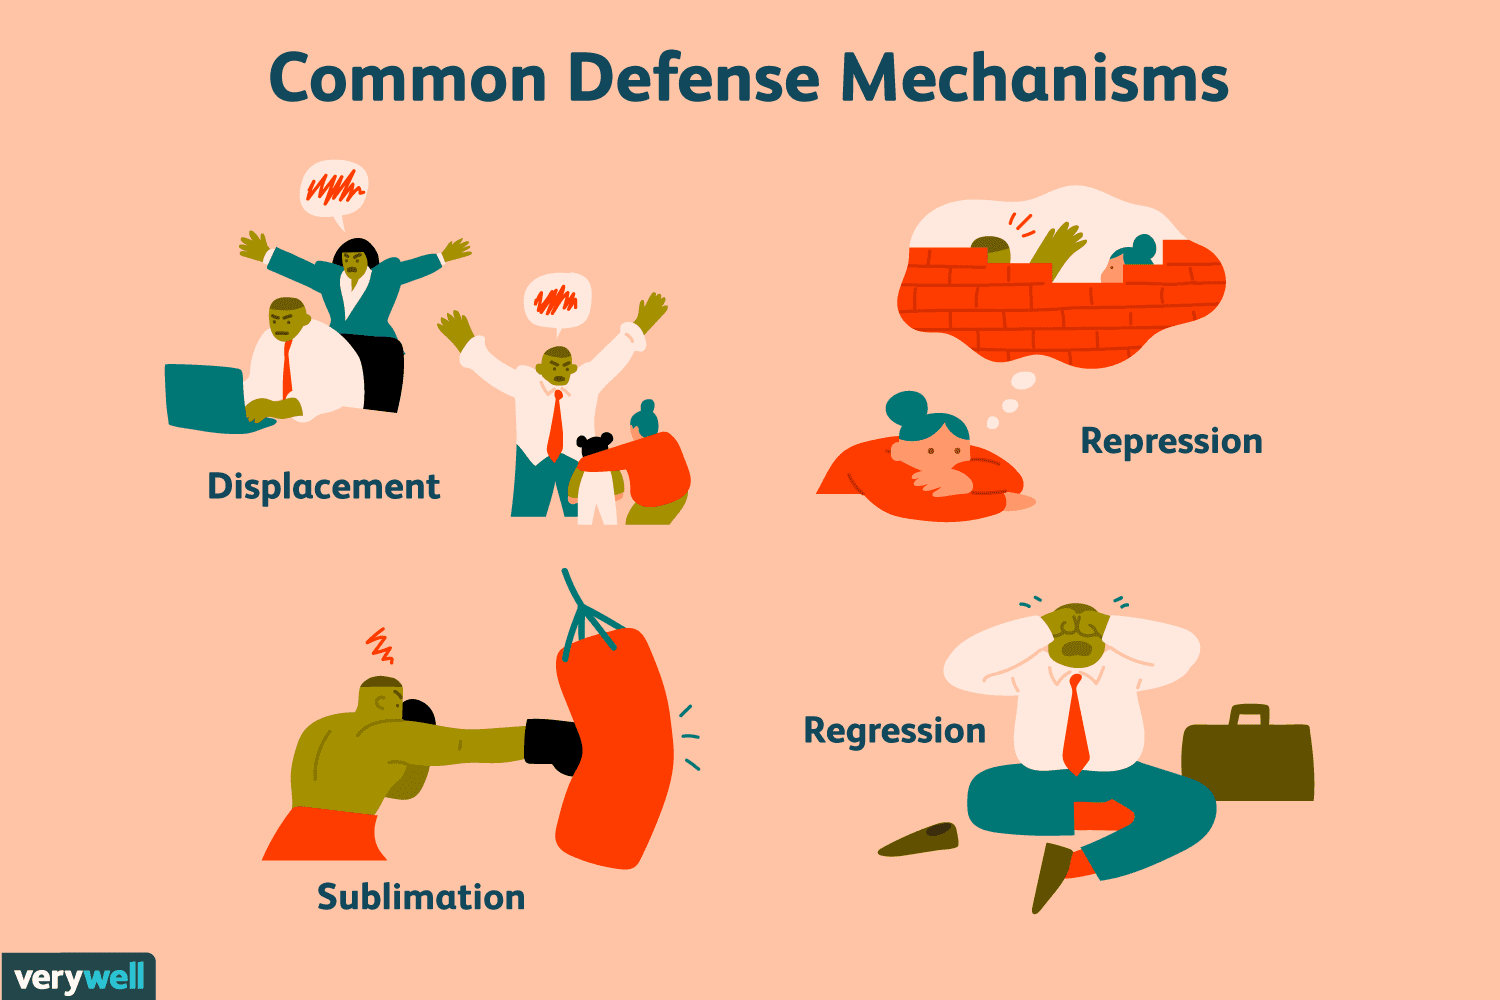 Common Defense Mechanisms
Displacement
Repression
Sublimation
Regression
verywell